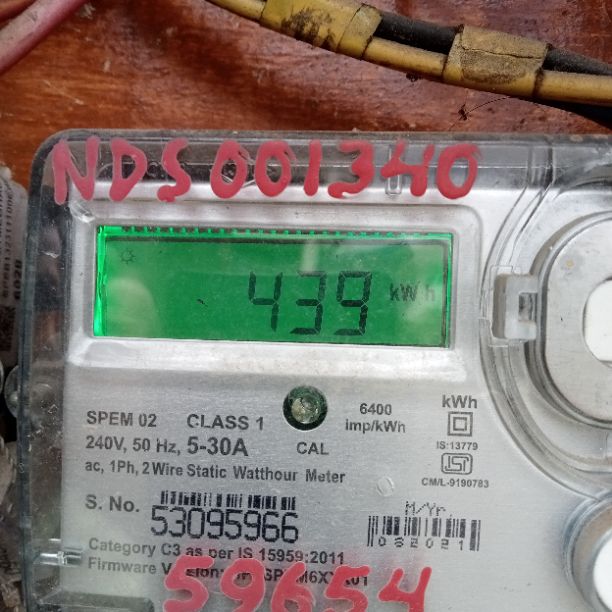 NDS001340
439 kWh
SPEM 02 CLASS 1
6400 imp/kWh
kWh
240V, 50 Hz, 5-30A
CAL
IS:13779
ac, 1Ph, 2 Wire Static Watthour Meter
CM/L-9190783
S. No. 53095966
M/Yr.
082021
Category C3 as per IS 15959:2011
Firmware
59654